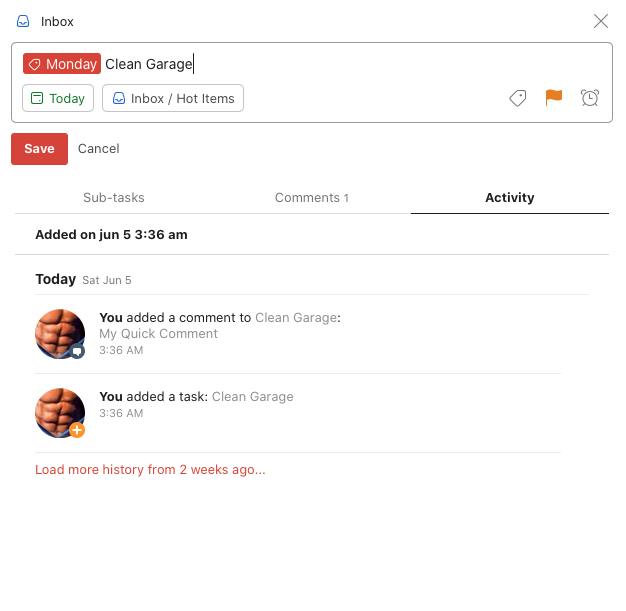 Inbox
Monday Clean Garage
Today Inbox / Hot Items
Save Cancel
Sub-tasks Comments 1 Activity
Added on jun 5 3:36 am
Today Sat Jun 5
You added a comment to Clean Garage:
My Quick Comment
3:36 AM
You added a task: Clean Garage
3:36 AM
Load more history from 2 weeks ago...